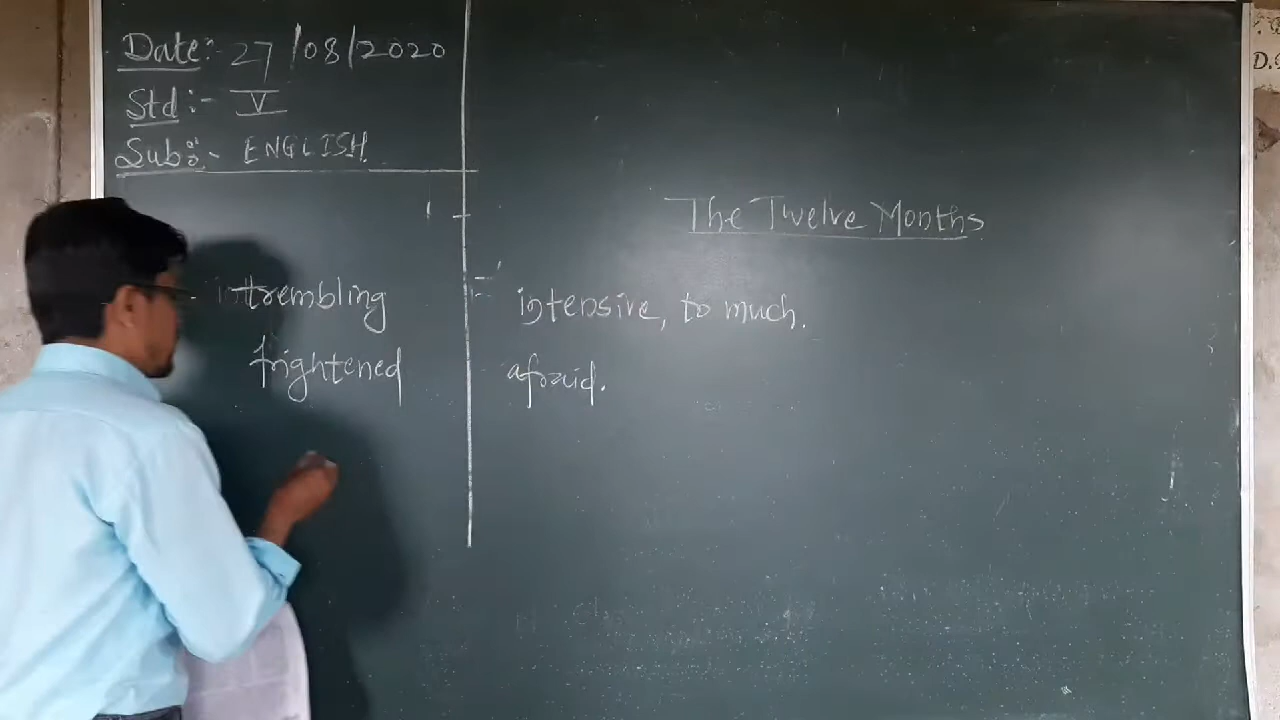 Date:- 27/08/2020
Std:- V
Sub:- ENGLISH
The Twelve Months
trembling intensive, to much.
frightened afraid.